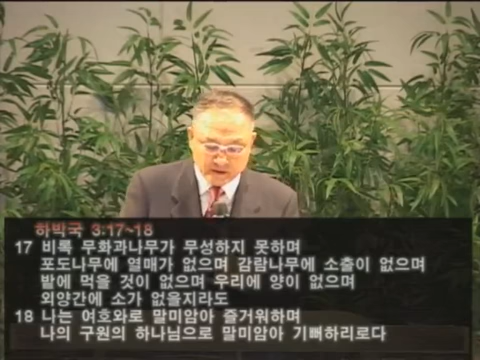 하박국 3:17~18
17 비록 무화과나무가 무성하지 못하며
포도나무에 열매가 없으며 감람나무에 소출이 없으며
밭에 먹을 것이 없으며 우리에 양이 없으며
외양간에 소가 없을지라도
18 나는 여호와로 말미암아 즐거워하며
나의 구원의 하나님으로 말미암아 기뻐하리로다